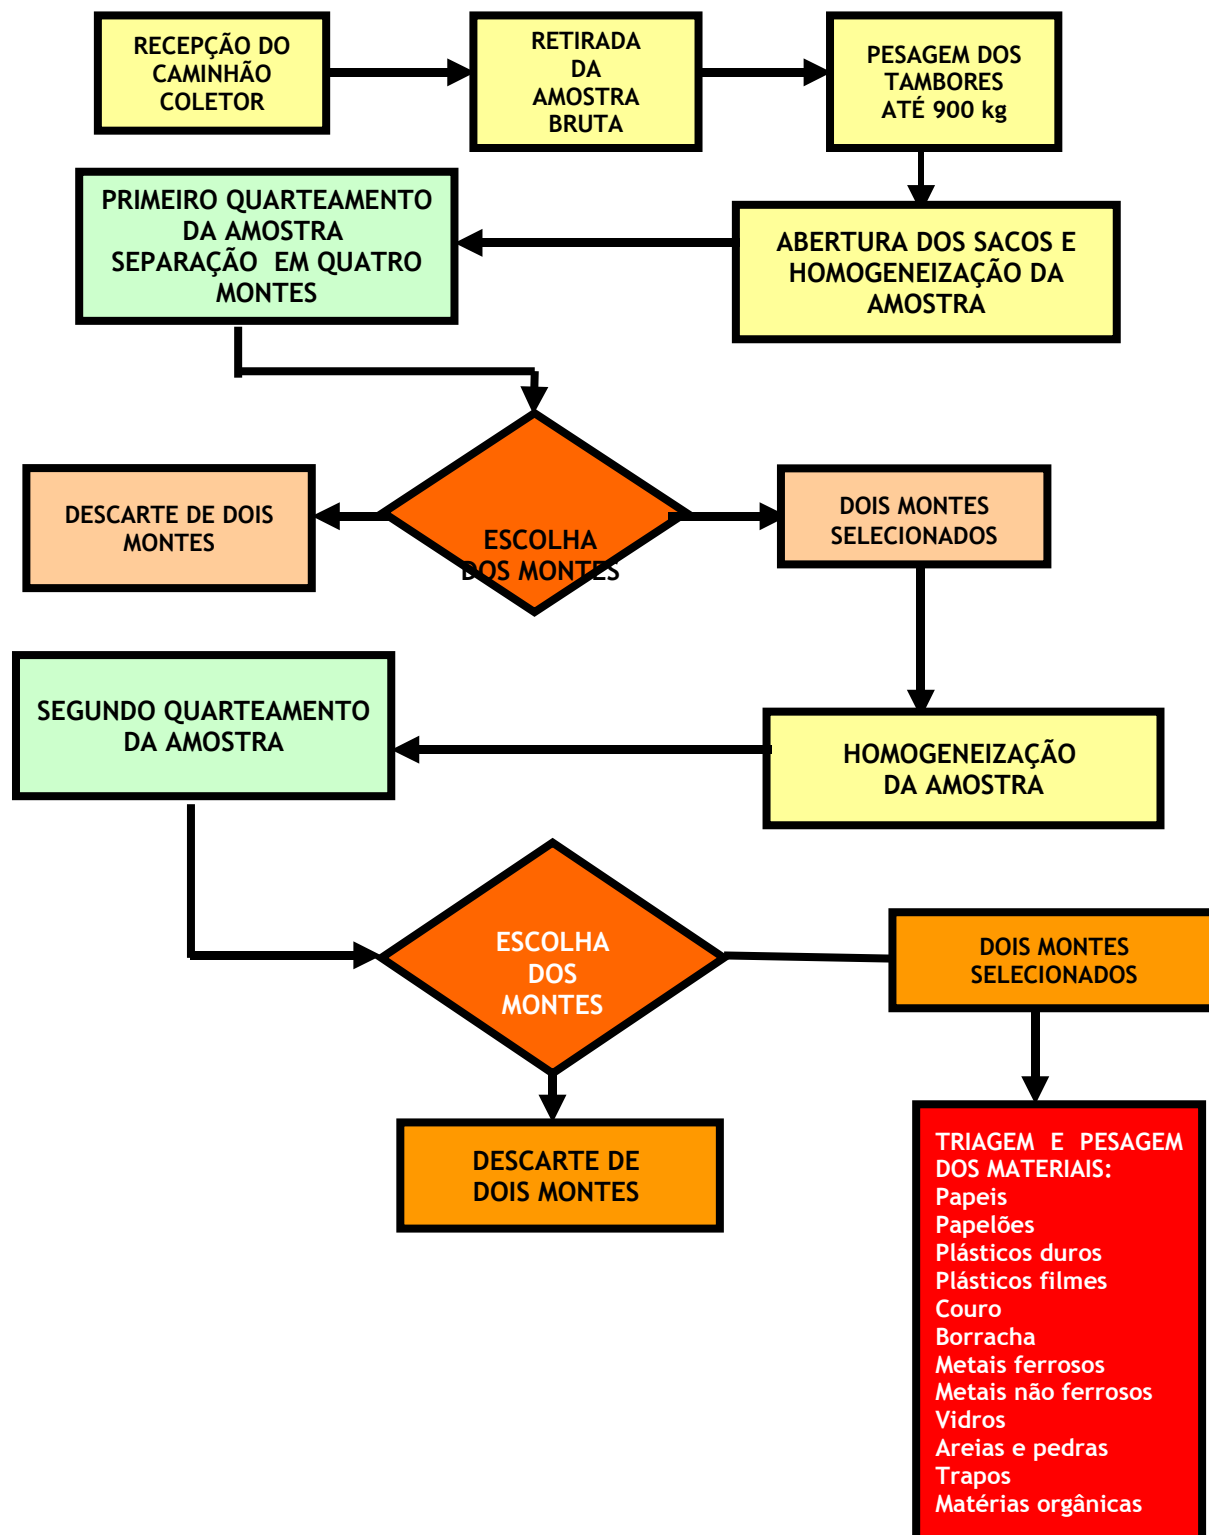 RECEPÇÃO DO
CAMINHÃO
COLETOR
RETIRADA
DA
AMOSTRA
BRUTA
PESAGEM DOS
TAMBORES
ATÉ 900 kg
PRIMEIRO QUARTEAMENTO
DA AMOSTRA
SEPARAÇÃO EM QUATRO
MONTES
ABERTURA DOS SACOS E
HOMOGENEIZAÇÃO DA
AMOSTRA
DESCARTE DE DOIS
MONTES
ESCOLHA
DOS MONTES
DOIS MONTES
SELECIONADOS
SEGUNDO QUARTEAMENTO
DA AMOSTRA
HOMOGENEIZAÇÃO
DA AMOSTRA
ESCOLHA
DOS
MONTES
DOIS MONTES
SELECIONADOS
DESCARTE DE
DOIS MONTES
TRIAGEM E PESAGEM
DOS MATERIAIS:
Papeis
Papelões
Plásticos duros
Plásticos filmes
Couro
Borracha
Metais ferrosos
Metais não ferrosos
Vidros
Areias e pedras
Trapos
Matérias orgânicas